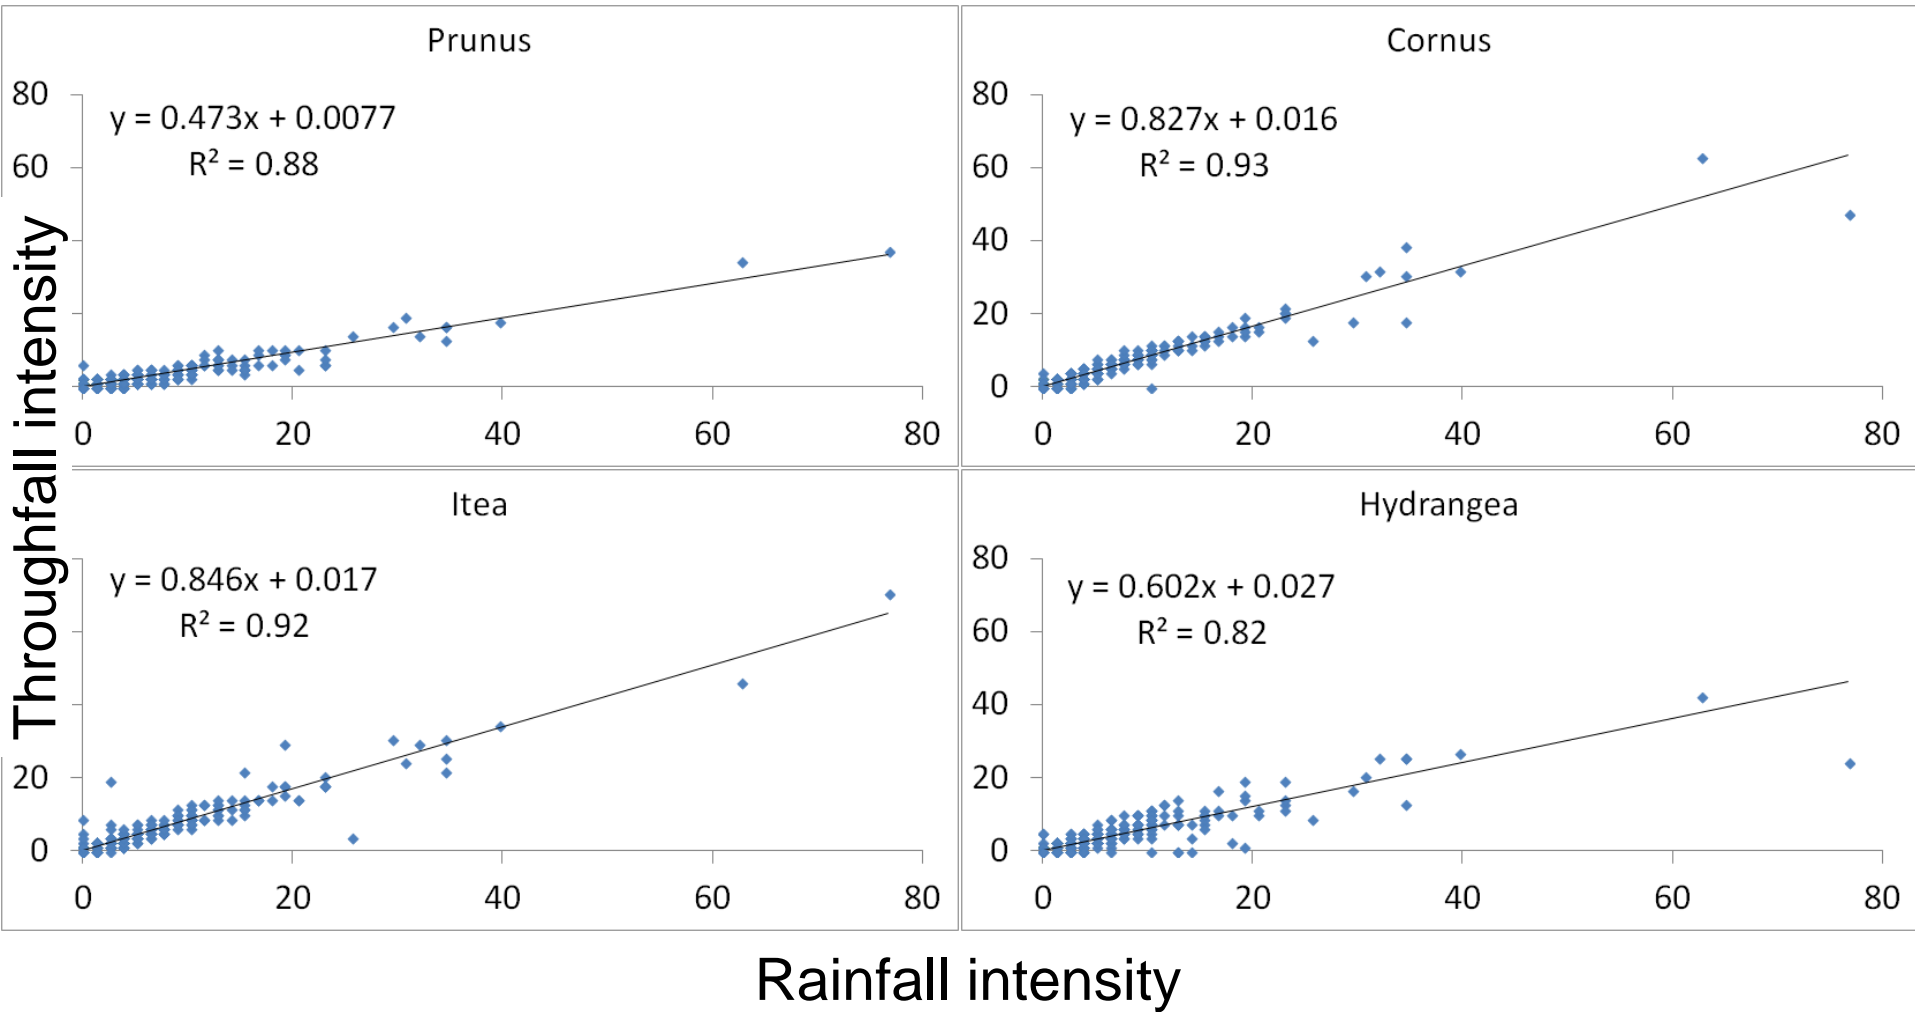 Prunus
80
y = 0.473x + 0.0077
60
R² = 0.88
0 20 40 60 80
Cornus
80
y = 0.827x + 0.016
60
R² = 0.93
40
20
0
0 20 40 60 80
Throughfall intensity
Itea
y = 0.846x + 0.017
R² = 0.92
20
0
0 20 40 60 80
Hydrangea
80
y = 0.602x + 0.027
60
R² = 0.82
40
20
0
0 20 40 60 80
Rainfall intensity